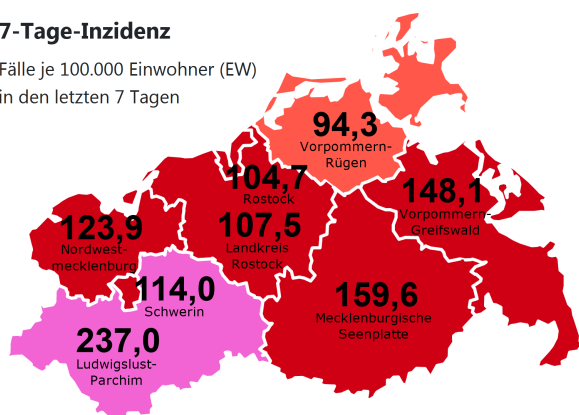 7-Tage-Inzidenz
Fälle je 100.000 Einwohner (EW)
in den letzten 7 Tagen
94,3
Vorpommern-
Rügen
104,7
Rostock
148,1
Vorpommern-
Greifswald
123,9
Nordwest-
mecklenburg
107,5
Landkreis
Rostock
114,0
Schwerin
159,6
Mecklenburgische
Seenplatte
237,0
Ludwigslust-
Parchim